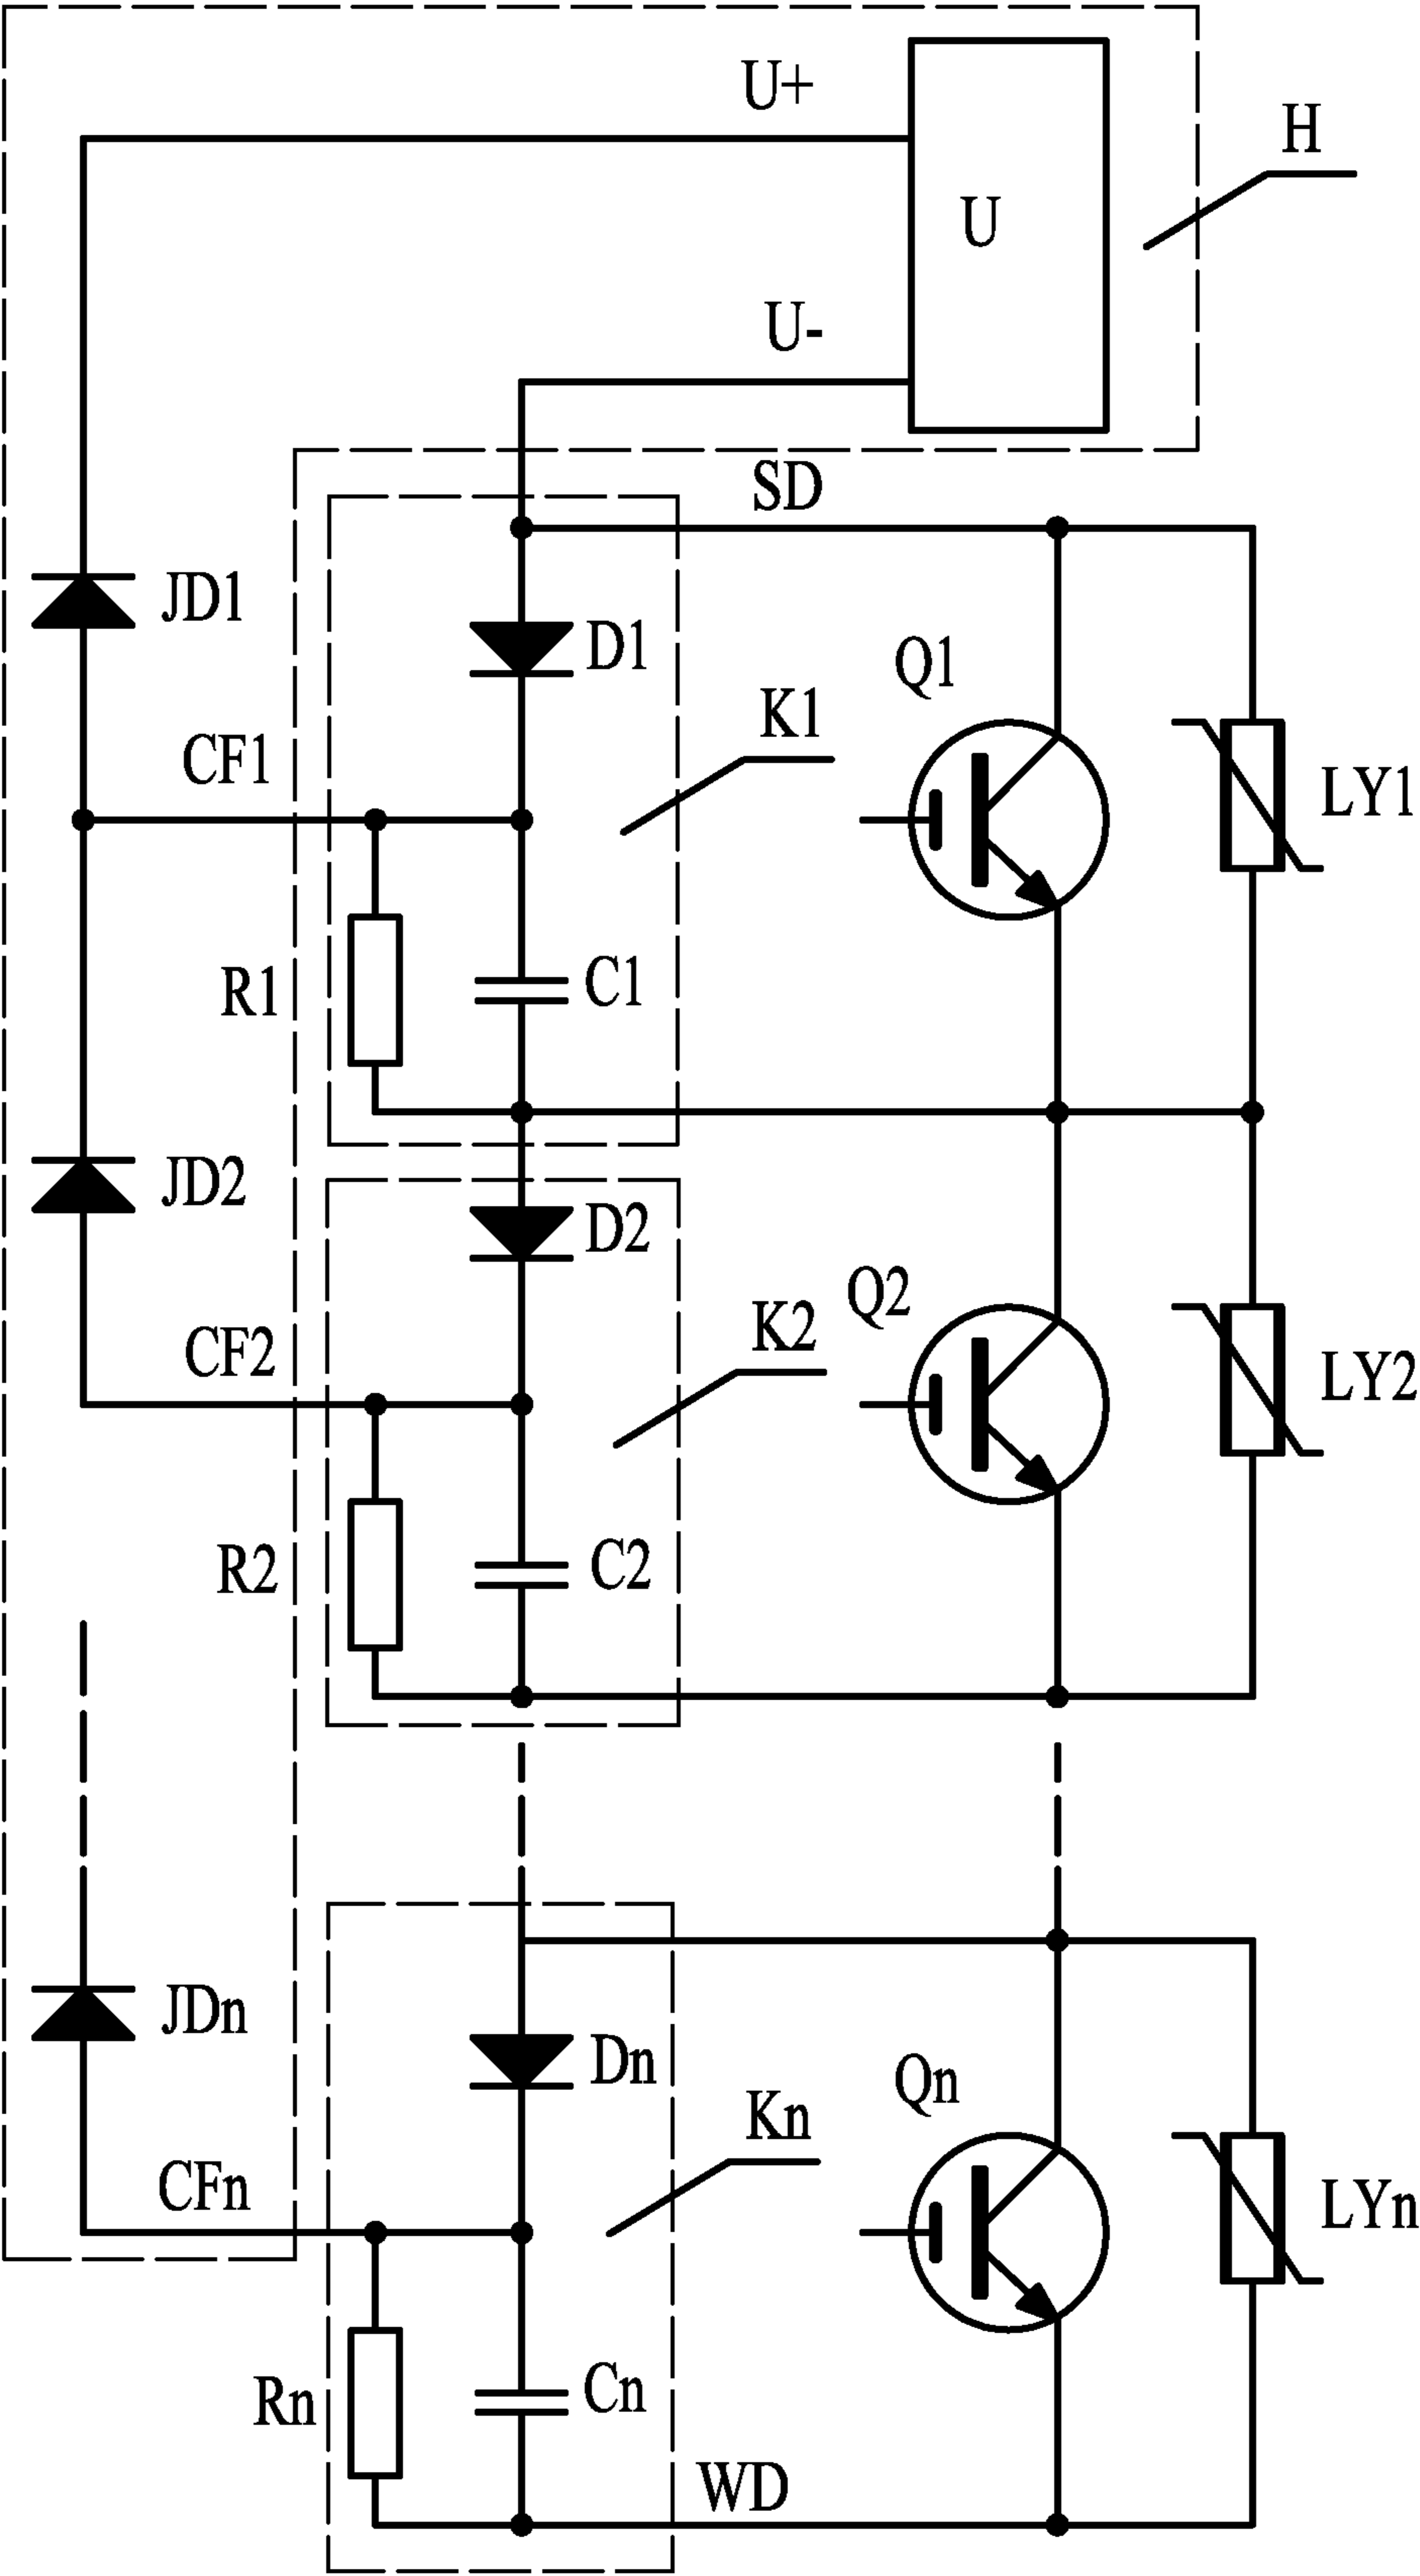 U+
H
U
U-
SD
JD1
D1
Q1
K1
CF1
LY1
R1
C1
JD2
D2
Q2
K2
CF2
LY2
R2
C2
JDn
Dn
Qn
Kn
CFn
LYn
Rn
Cn
WD